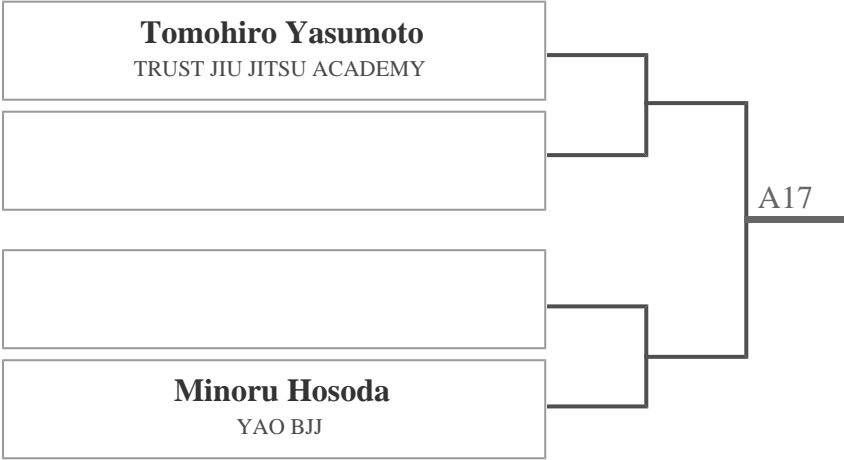 Tomohiro Yasumoto
TRUST JIU JITSU ACADEMY
A17
Minoru Hosoda
YAO BJJ